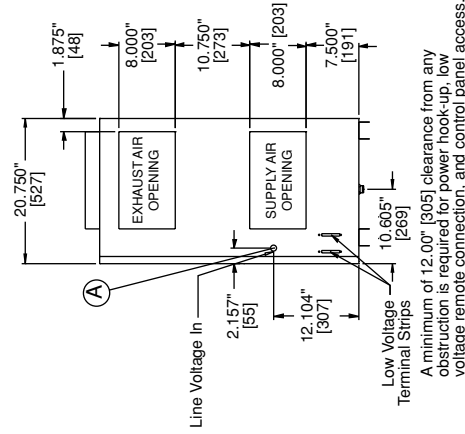 20.750"
[527]
1.875"
[48]
8.000"
[203]
10.750"
[273]
8.000" [203]
7.500"
[191]
EXHAUST AIR
OPENING
SUPPLY AIR
OPENING
A
Line Voltage In
2.157"
[55]
12.104"
[307]
10.605"
[269]
Low Voltage
Terminal Strips
A minimum of 12.00" [305] clearance from any
obstruction is required for power hook-up, low
voltage remote connection, and control panel access.